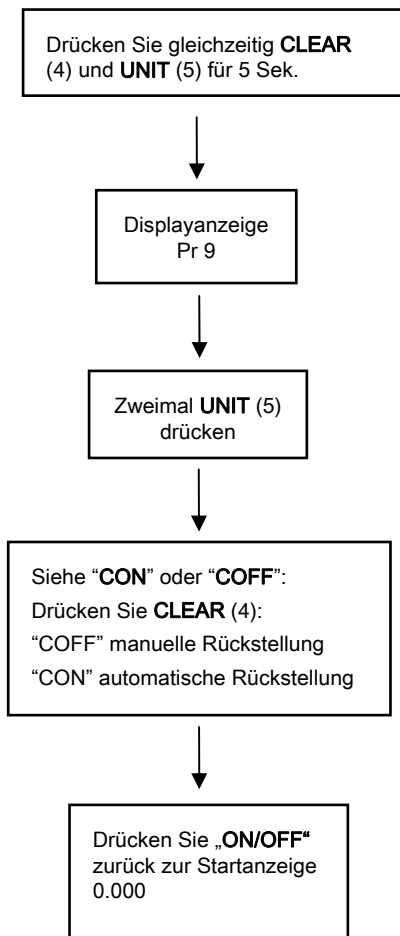 Drücken Sie gleichzeitig CLEAR
(4) und UNIT (5) für 5 Sek.
Displayanzeige
Pr 9
Zweimal UNIT (5)
drücken
Siehe “CON” oder “COFF”:
Drücken Sie CLEAR (4):
“COFF” manuelle Rückstellung
“CON” automatische Rückstellung
Drücken Sie „ON/OFF“
zurück zur Startanzeige
0.000